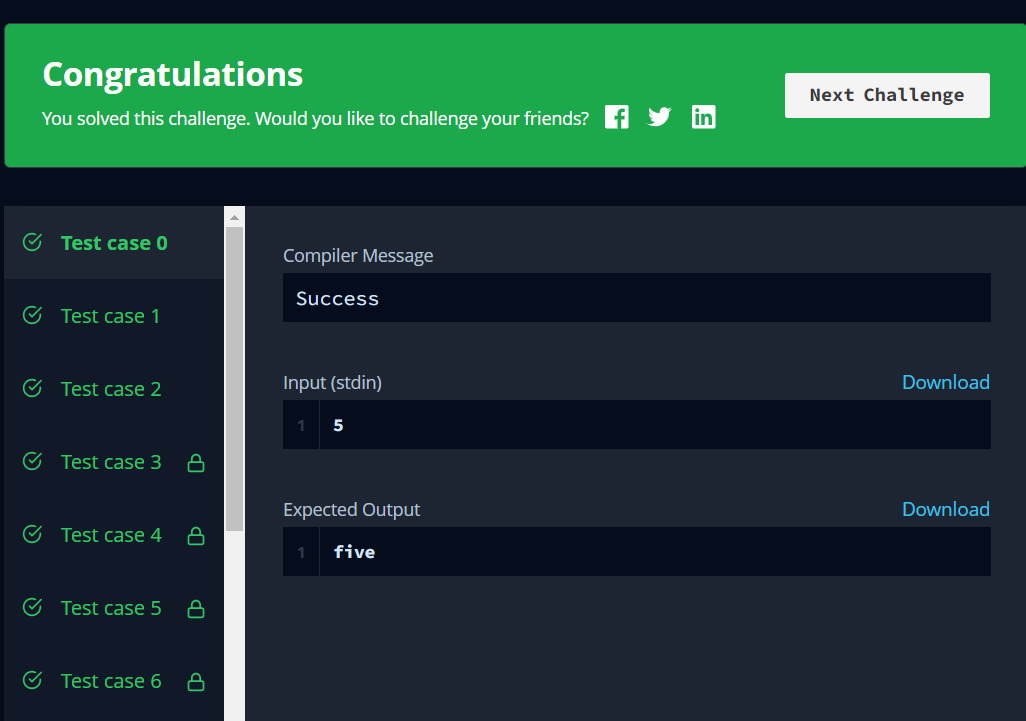 Congratulations
You solved this challenge. Would you like to challenge your friends?
Next Challenge
Test case 0
Test case 1
Test case 2
Test case 3
Test case 4
Test case 5
Test case 6
Compiler Message
Success
Input (stdin)
Download
1 5
Expected Output
Download
1 five